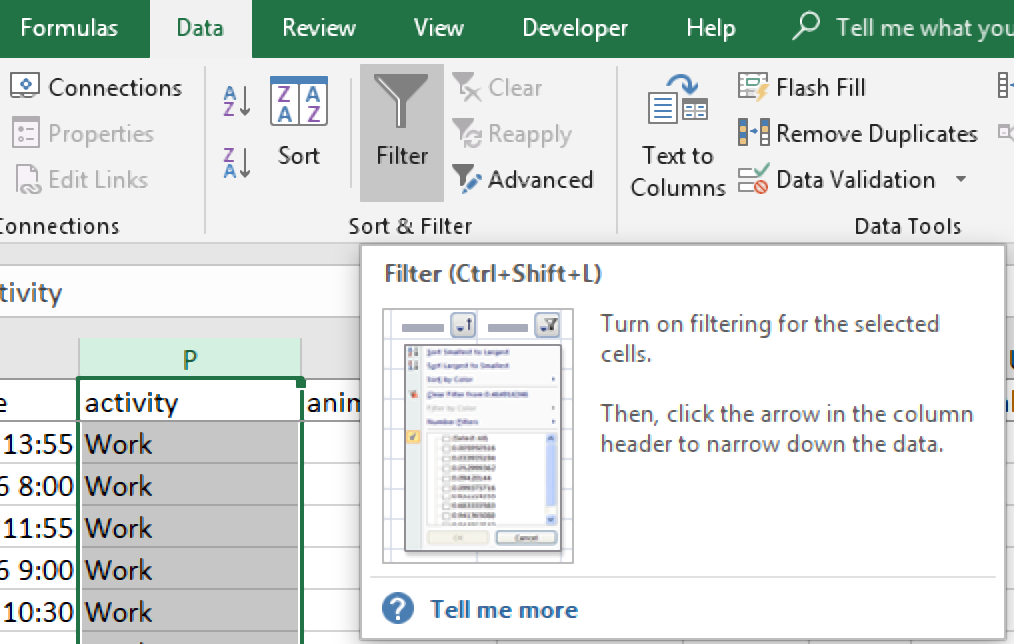 Formulas Data Review View Developer Help Tell me what you
Connections
Properties
Edit Links
Connections
A
Z
Z
A
Z A
A Z
Sort
Filter
Clear
Reapply
Advanced
Sort & Filter
Text to
Columns
Flash Fill
Remove Duplicates
Data Validation
Data Tools
tivity
Filter (Ctrl+Shift+L)
Sort Smallest to Largest
Sort Largest to Smallest
Sort by Color
Filter by Color
Number Filters
(Select All)
OK
Cancel
Turn on filtering for the selected
cells.
Then, click the arrow in the column
header to narrow down the data.
Tell me more
P
e activity anim
13:55 Work
6 8:00 Work
11:55 Work
6 9:00 Work
10:30 Work